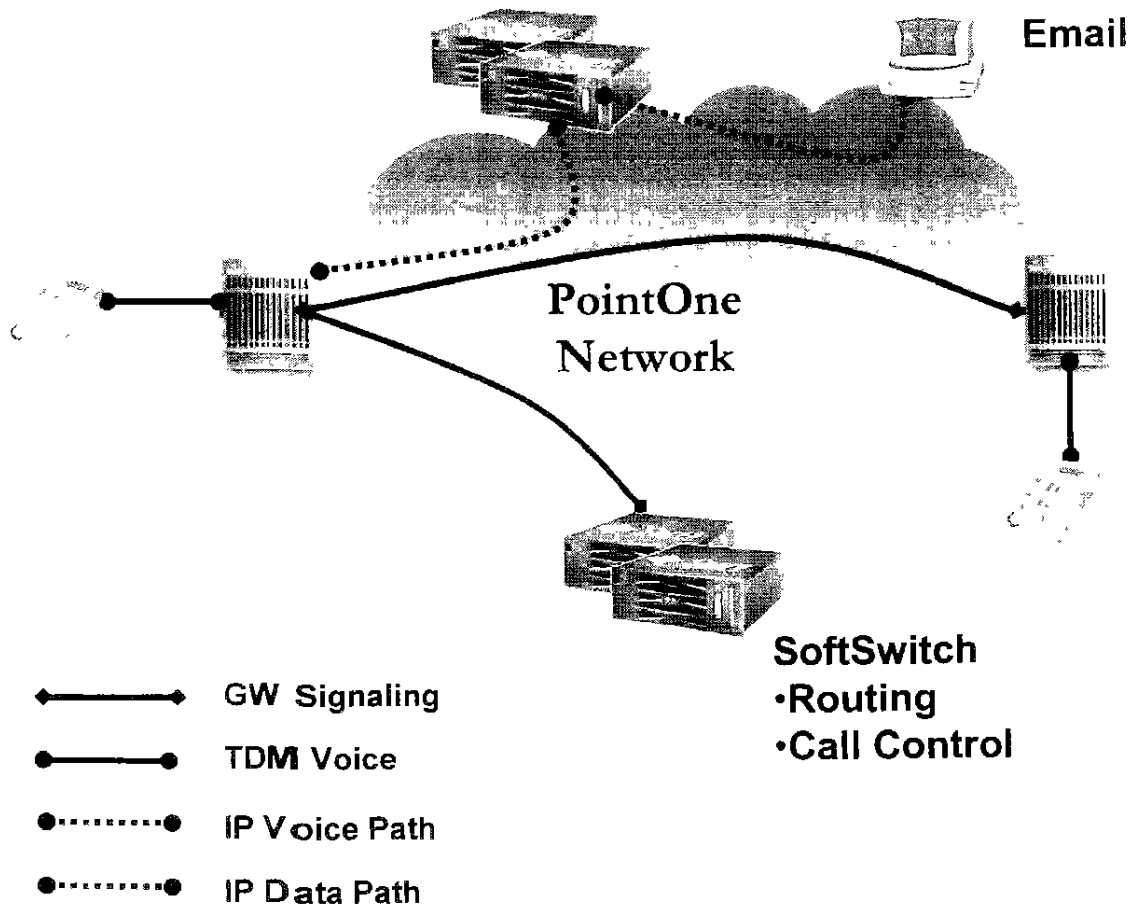 Email
PointOne
Network
SoftSwitch
•Routing
•Call Control
GW Signaling
TDM Voice
IP Voice Path
IP Data Path